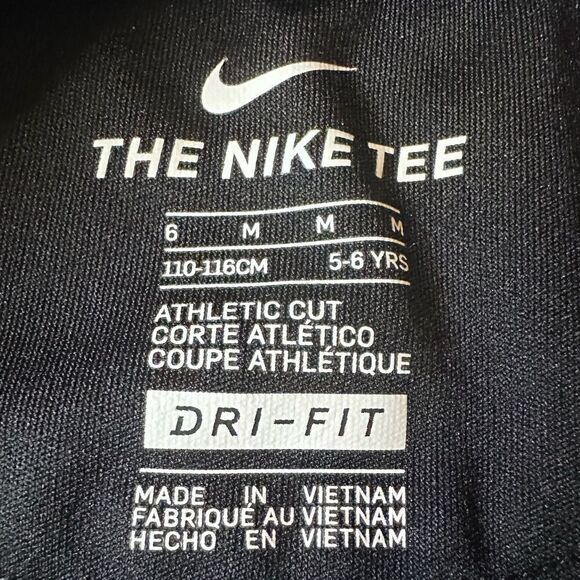 THE NIKE TEE
6 M M M
110-116CM 5-6 YRS
ATHLETIC CUT
CORTE ATLÉTICO
COUPE ATHLÉTIQUE
DRI-FIT
MADE IN VIETNAM
FABRIQUÉ AU VIETNAM
HECHO EN VIETNAM